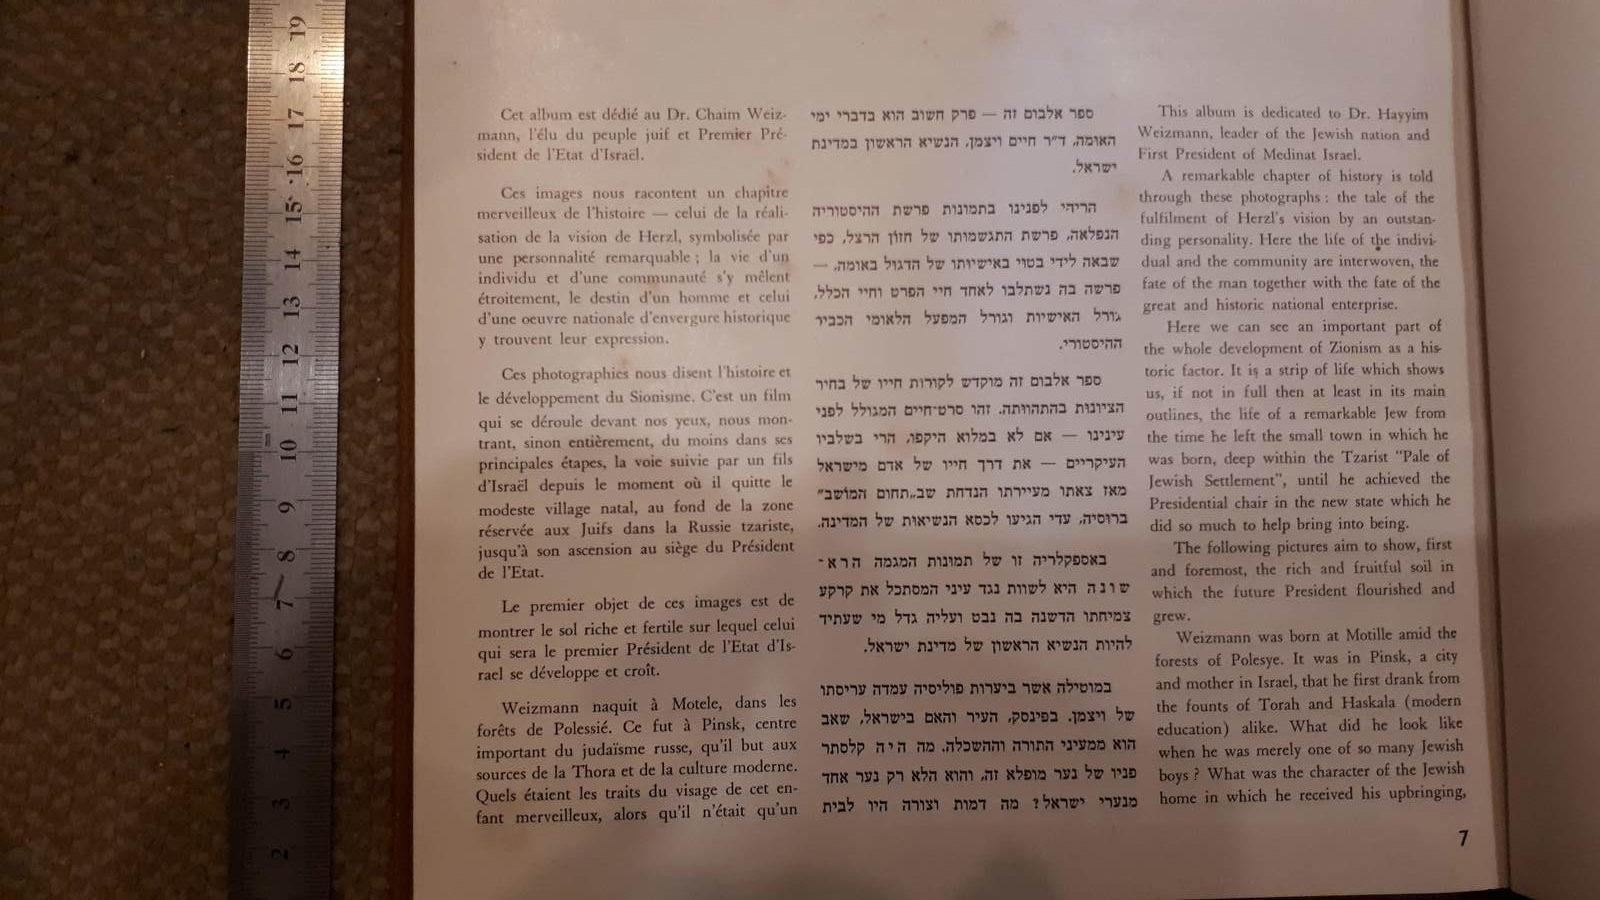 Cet album est dédié au Dr. Chaim Weiz-
mann, l'élu du peuple juif et Premier Pré-
sident de l'Etat d'Israël.
Ces images nous racontent un chapitre
merveilleux de l'histoire — celui de la réali-
sation de la vision de Herzl, symbolisée par
une personnalité remarquable ; la vie d'un
individu et d'une communauté s'y mêlent
étroitement, le destin d'un homme et celui
d'une oeuvre nationale d'envergure historique
y trouvent leur expression.
Ces photographies nous disent l'histoire et
le développement du Sionisme. C'est un film
qui se déroule devant nos yeux, nous mon-
trant, sinon entièrement, du moins dans ses
principales étapes, la voie suivie par un fils
d'Israël depuis le moment où il quitte le
modeste village natal, au fond de la zone
réservée aux Juifs dans la Russie tzariste,
jusqu'à son ascension au siège du Président
de l'Etat.
Le premier objet de ces images est de
montrer le sol riche et fertile sur lequel celui
qui sera le premier Président de l'Etat d'Is-
rael se développe et croît.
Weizmann naquit à Motele, dans les
forêts de Polessié. Ce fut à Pinsk, centre
important du judaïsme russe, qu'il but aux
sources de la Thora et de la culture moderne.
Quels étaient les traits du visage de cet en-
fant merveilleux, alors qu'il n'était qu'un
ספר אלבום זה — פרק חשוב הוא בדברי ימי
האומה, ד״ר חיים ויצמן, הנשיא הראשון במדינת
ישראל.
הריהי לפנינו בתמונות פרשת ההיסטוריה
הנפלאה, פרשת התגשמותו של חזון הרצל, כפי
שבאה לידי בטוי באישיותו של הדגול באומה, —
פרשה בה נשתלבו לאחד חיי הפרט וחיי הכלל,
גורל האישיות וגורל המפעל הלאומי הכביר
ההיסטורי.
ספר אלבום זה מוקדש לקורות חייו של בחיר
הציונות בהתהוותה. זהו סרט־חיים המגולל לפני
עינינו — אם לא במלוא היקפו, הרי בשלביו
העיקריים — את דרך חייו של אדם מישראל
מאז צאתו מעיירתו הנדחת שב„תחום המושב”
ברוסיה, עדי הגיעו לכסא הנשיאות של המדינה.
באספקלריה זו של תמונות המגמה הרא־
שונה היא לשוות נגד עיני המסתכל את קרקע
צמיחתו הדשנה בה נבט ועליה גדל מי שעתיד
להיות הנשיא הראשון של מדינת ישראל.
במוטילה אשר ביערות פוליסיה עמדה עריסתו
של ויצמן. בפינסק, העיר והאם בישראל, שאב
הוא ממעיני התורה וההשכלה. מה היה קלסתר
פניו של נער מופלא זה, והוא הלא רק נער אחד
מנערי ישראל? מה דמות וצורה היו לבית
This album is dedicated to Dr. Hayyim
Weizmann, leader of the Jewish nation and
First President of Medinat Israel.
A remarkable chapter of history is told
through these photographs : the tale of the
fulfilment of Herzl's vision by an outstan-
ding personality. Here the life of the indivi-
dual and the community are interwoven, the
fate of the man together with the fate of the
great and historic national enterprise.
Here we can see an important part of
the whole development of Zionism as a his-
toric factor. It is a strip of life which shows
us, if not in full then at least in its main
outlines, the life of a remarkable Jew from
the time he left the small town in which he
was born, deep within the Tzarist "Pale of
Jewish Settlement", until he achieved the
Presidential chair in the new state which he
did so much to help bring into being.
The following pictures aim to show, first
and foremost, the rich and fruitful soil in
which the future President flourished and
grew.
Weizmann was born at Motille amid the
forests of Polesye. It was in Pinsk, a city
and mother in Israel, that he first drank from
the founts of Torah and Haskala (modern
education) alike. What did he look like
when he was merely one of so many Jewish
boys ? What was the character of the Jewish
home in which he received his upbringing,
7
19
18
17
16
15
14
13
12
11
10
9
8
7
6
5
4
3
2